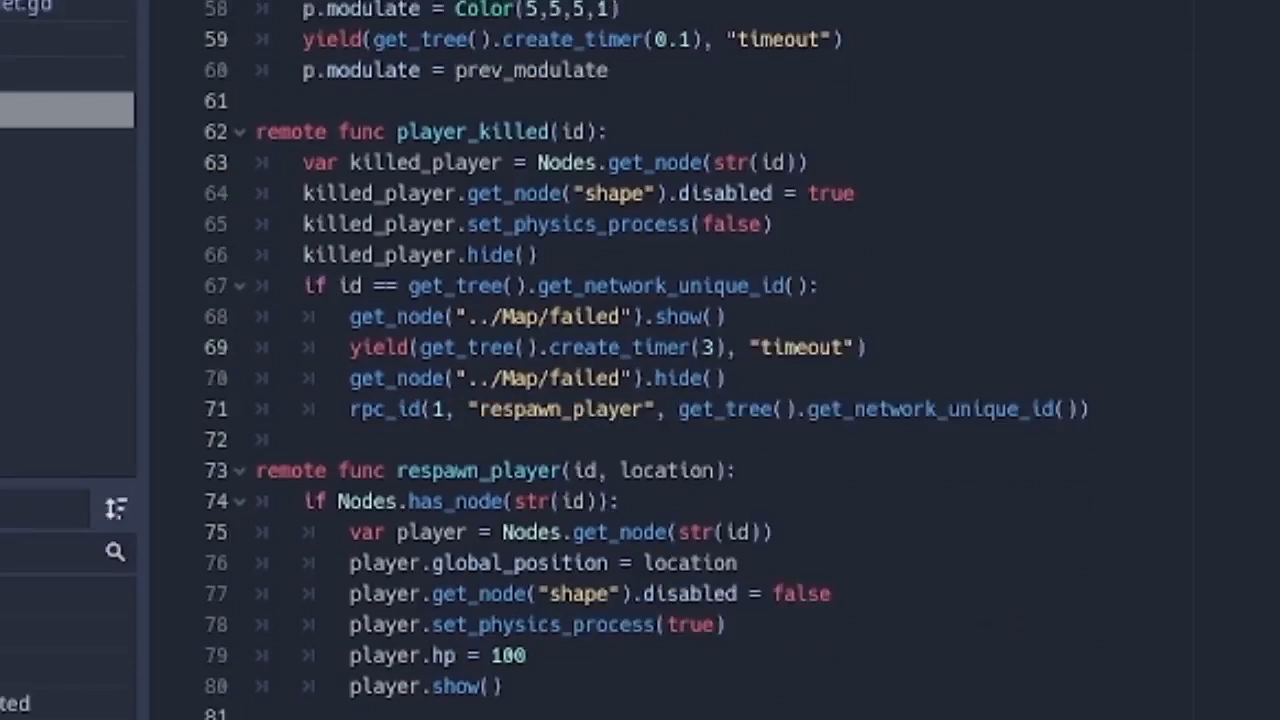 et.gd
58 p.modulate = Color(5,5,5,1)
59 yield(get_tree().create_timer(0.1), "timeout")
60 p.modulate = prev_modulate
61
62 remote func player_killed(id):
63 var killed_player = Nodes.get_node(str(id))
64 killed_player.get_node("shape").disabled = true
65 killed_player.set_physics_process(false)
66 killed_player.hide()
67 if id == get_tree().get_network_unique_id():
68 get_node("../Map/failed").show()
69 yield(get_tree().create_timer(3), "timeout")
70 get_node("../Map/failed").hide()
71 rpc_id(1, "respawn_player", get_tree().get_network_unique_id())
72
73 remote func respawn_player(id, location):
74 if Nodes.has_node(str(id)):
75 var player = Nodes.get_node(str(id))
76 player.global_position = location
77 player.get_node("shape").disabled = false
78 player.set_physics_process(true)
79 player.hp = 100
80 player.show()
ted
81